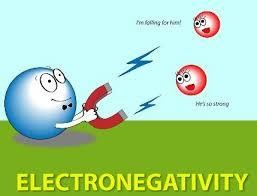 I'm falling for him!
He's so strong
ELECTRONEGATIVITY